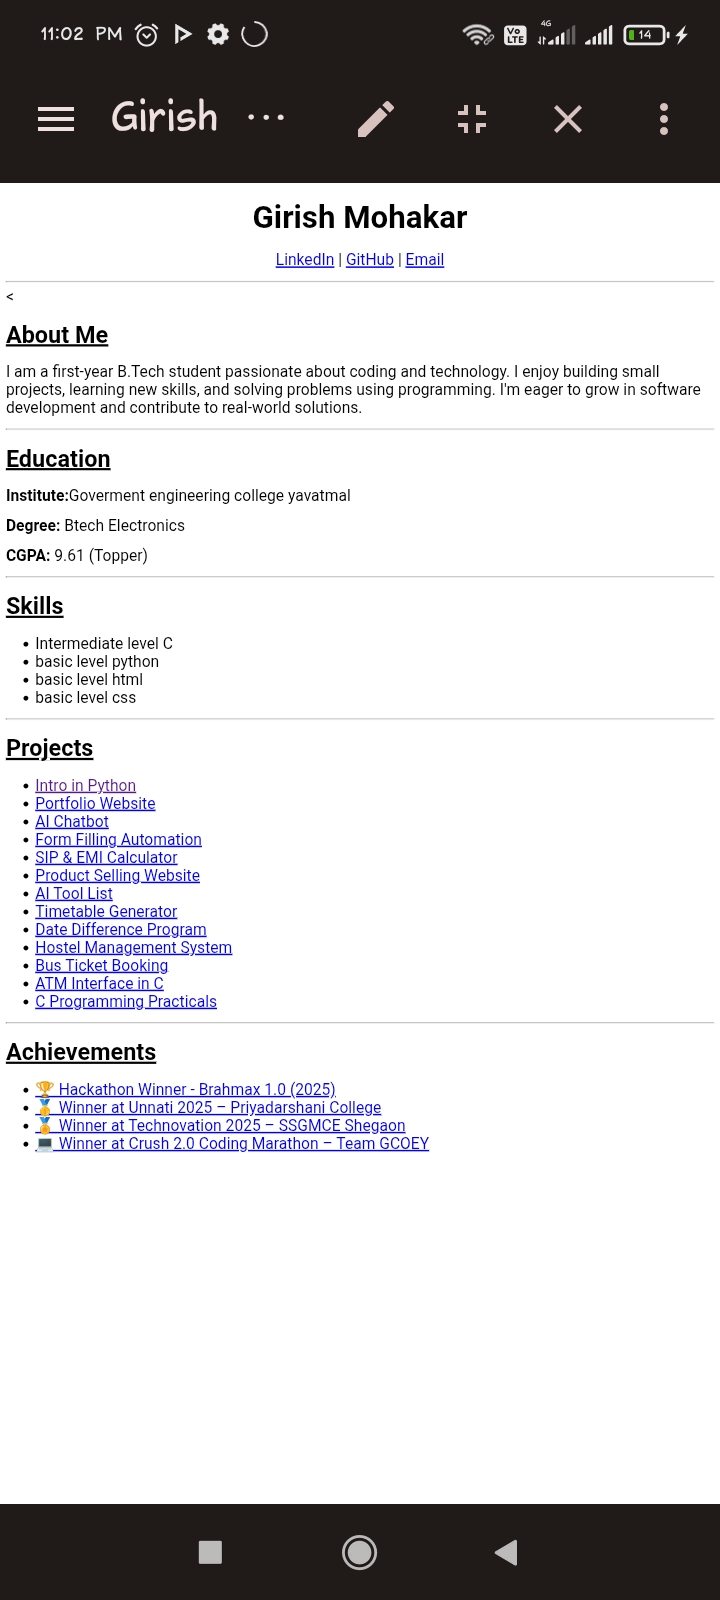 11:02 PM
Vo LTE 4G 14
Girish ...
Girish Mohakar
LinkedIn | GitHub | Email
<
About Me
I am a first-year B.Tech student passionate about coding and technology. I enjoy building small
projects, learning new skills, and solving problems using programming. I'm eager to grow in software
development and contribute to real-world solutions.
Education
Institute:Goverment engineering college yavatmal
Degree: Btech Electronics
CGPA: 9.61 (Topper)
Skills
• Intermediate level C
• basic level python
• basic level html
• basic level css
Projects
• Intro in Python
• Portfolio Website
• AI Chatbot
• Form Filling Automation
• SIP & EMI Calculator
• Product Selling Website
• AI Tool List
• Timetable Generator
• Date Difference Program
• Hostel Management System
• Bus Ticket Booking
• ATM Interface in C
• C Programming Practicals
Achievements
• 🏆 Hackathon Winner - Brahmax 1.0 (2025)
• 🥇 Winner at Unnati 2025 – Priyadarshani College
• 🏅 Winner at Technovation 2025 – SSGMCE Shegaon
• 💻 Winner at Crush 2.0 Coding Marathon – Team GCOEY